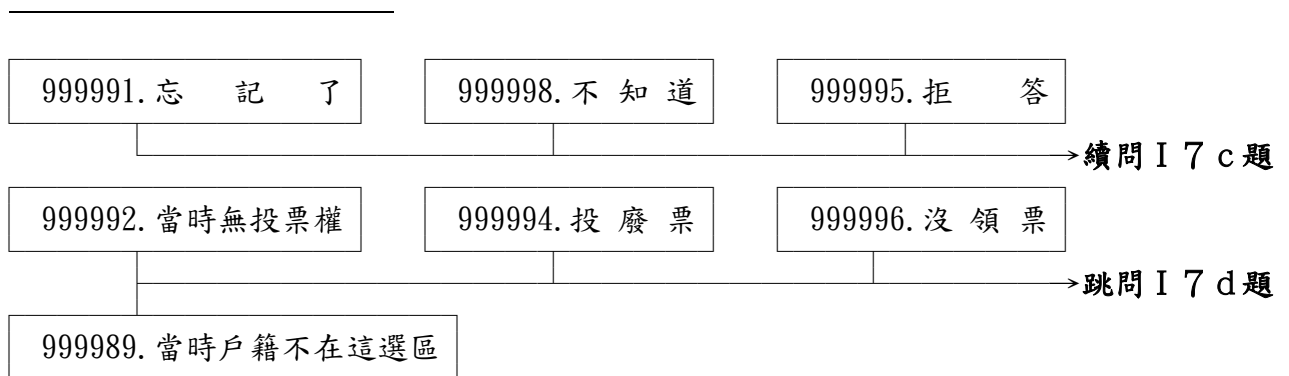 999991.忘 記 了 999998.不 知 道 999995.拒 答
續問Ⅰ７ｃ題
999992.當時無投票權 999994.投 廢 票 999996.沒 領 票
跳問Ⅰ７ｄ題
999989.當時戶籍不在這選區